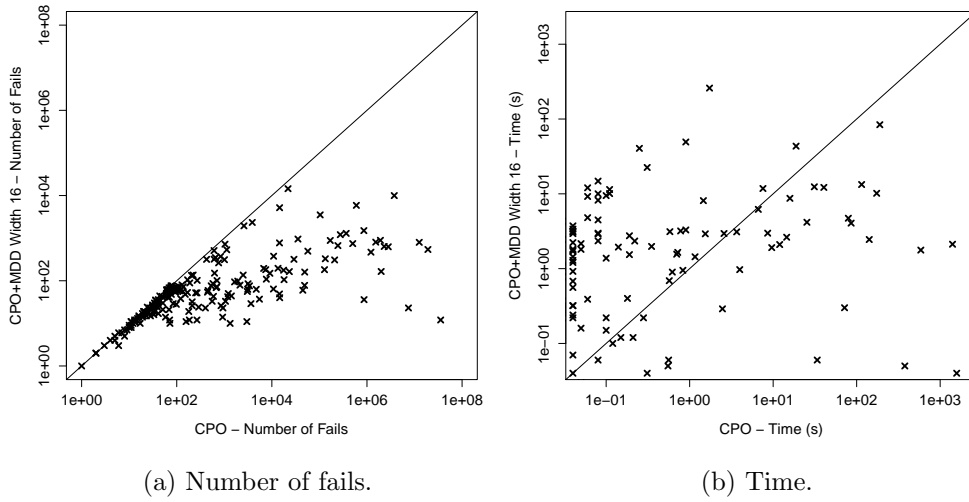 CPO+MDD Width 16 – Number of Fails
1e+08
1e+06
1e+04
1e+02
1e+00
1e+00 1e+02 1e+04 1e+06 1e+08
CPO – Number of Fails
(a) Number of fails.
CPO+MDD Width 16 – Time (s)
1e+03
1e+02
1e+01
1e+00
1e−01
1e−01 1e+00 1e+01 1e+02 1e+03
CPO – Time (s)
(b) Time.